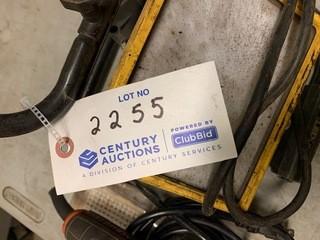 LOT NO
2255
CENTURY AUCTIONS
POWERED BY
ClubBid
A DIVISION OF CENTURY SERVICES